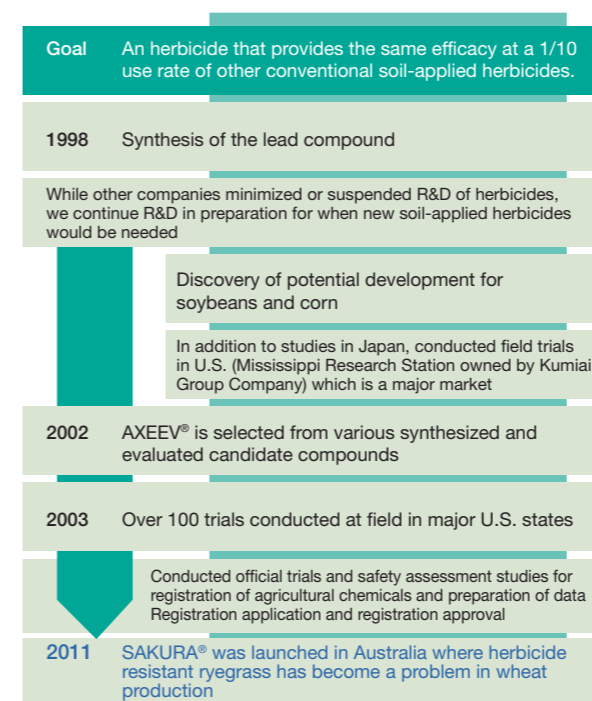 Goal An herbicide that provides the same efficacy at a 1/10
use rate of other conventional soil-applied herbicides.
1998 Synthesis of the lead compound
While other companies minimized or suspended R&D of herbicides,
we continue R&D in preparation for when new soil-applied herbicides
would be needed
Discovery of potential development for
soybeans and corn
In addition to studies in Japan, conducted field trials
in U.S. (Mississippi Research Station owned by Kumiai
Group Company) which is a major market
2002 AXEEV® is selected from various synthesized and
evaluated candidate compounds
2003 Over 100 trials conducted at field in major U.S. states
Conducted official trials and safety assessment studies for
registration of agricultural chemicals and preparation of data
Registration application and registration approval
2011 SAKURA® was launched in Australia where herbicide
resistant ryegrass has become a problem in wheat
production